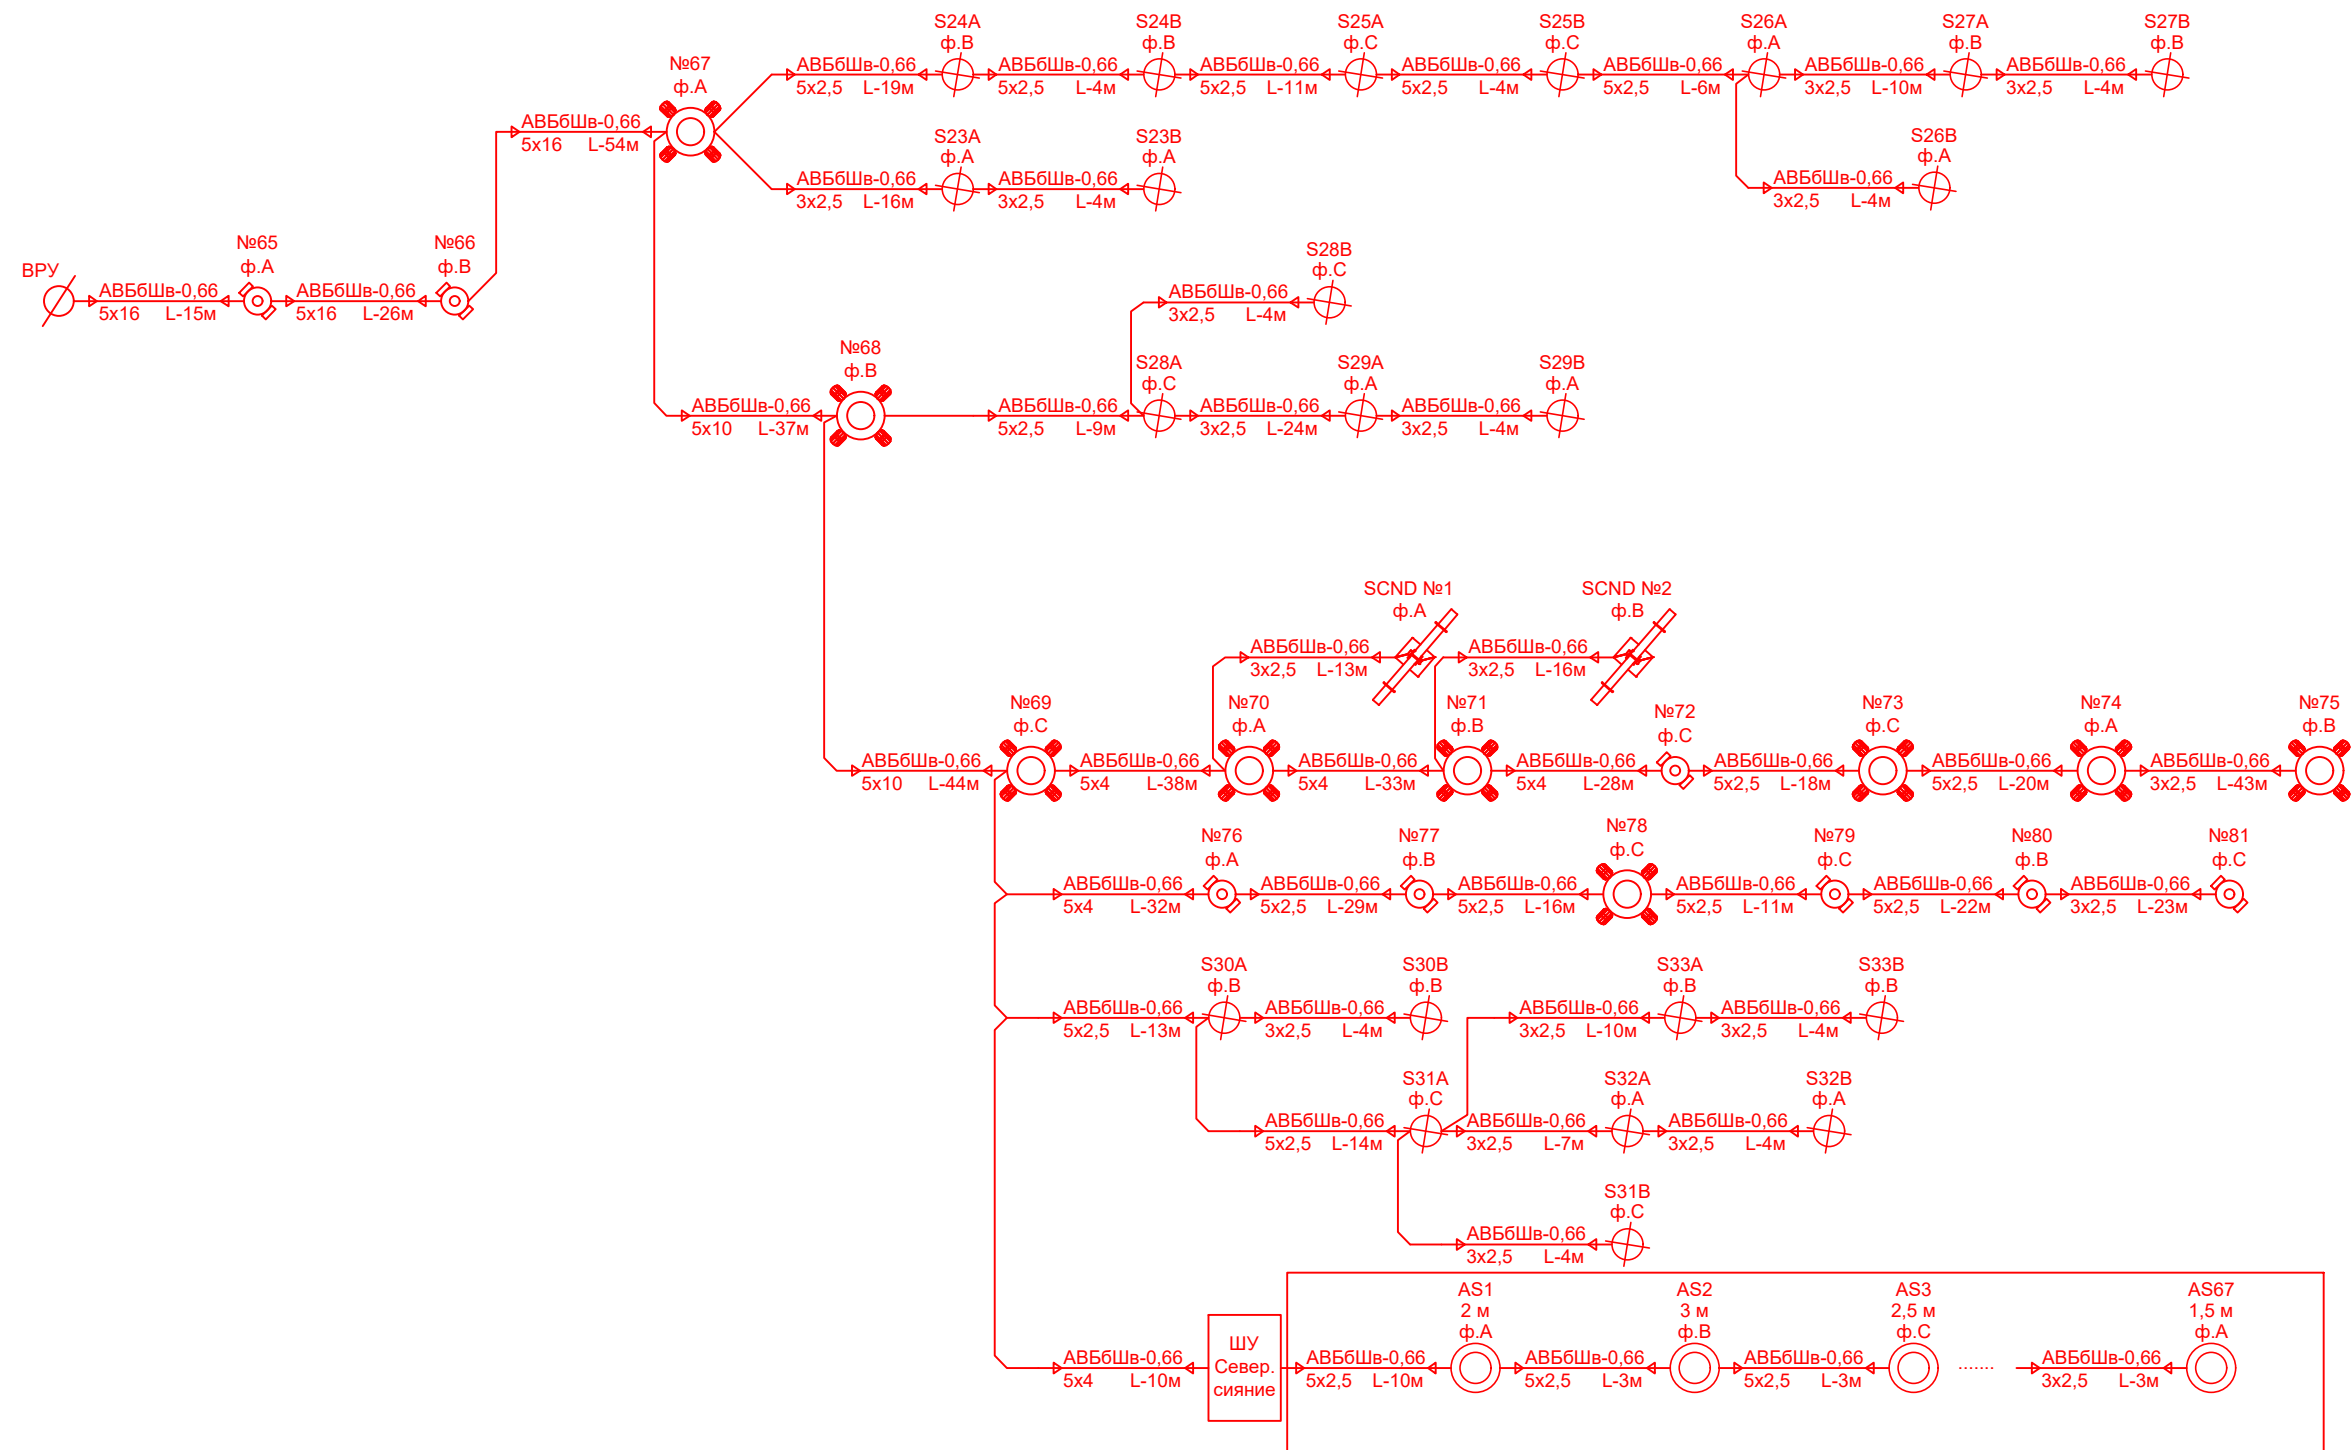 S24A
ф.В
S24B
ф.В
S25A
ф.С
S25B
ф.С
S26A
ф.А
S27A
ф.В
S27B
ф.В
№67
ф.А
АВБбШв-0,66
5х2,5 L-19м
АВБбШв-0,66
5х2,5 L-4м
АВБбШв-0,66
5х2,5 L-11м
АВБбШв-0,66
5х2,5 L-4м
АВБбШв-0,66
5х2,5 L-6м
АВБбШв-0,66
3х2,5 L-10м
АВБбШв-0,66
3х2,5 L-4м
АВБбШв-0,66
5х16 L-54м
S23A
ф.А
S23B
ф.А
S26B
ф.А
АВБбШв-0,66
3х2,5 L-16м
АВБбШв-0,66
3х2,5 L-4м
АВБбШв-0,66
3х2,5 L-4м
ВРУ
№65
ф.А
№66
ф.В
S28B
ф.С
АВБбШв-0,66
5х16 L-15м
АВБбШв-0,66
5х16 L-26м
АВБбШв-0,66
3х2,5 L-4м
№68
ф.В
S28A
ф.С
S29A
ф.А
S29B
ф.А
АВБбШв-0,66
5х10 L-37м
АВБбШв-0,66
5х2,5 L-9м
АВБбШв-0,66
3х2,5 L-24м
АВБбШв-0,66
3х2,5 L-4м
SCND №1
ф.А
SCND №2
ф.В
АВБбШв-0,66
3х2,5 L-13м
АВБбШв-0,66
3х2,5 L-16м
№69
ф.С
№70
ф.А
№71
ф.В
№72
ф.С
№73
ф.С
№74
ф.А
№75
ф.В
АВБбШв-0,66
5х10 L-44м
АВБбШв-0,66
5х4 L-38м
АВБбШв-0,66
5х4 L-33м
АВБбШв-0,66
5х4 L-28м
АВБбШв-0,66
5х2,5 L-18м
АВБбШв-0,66
5х2,5 L-20м
АВБбШв-0,66
3х2,5 L-43м
№76
ф.А
№77
ф.В
№78
ф.С
№79
ф.С
№80
ф.В
№81
ф.С
АВБбШв-0,66
5х4 L-32м
АВБбШв-0,66
5х2,5 L-29м
АВБбШв-0,66
5х2,5 L-16м
АВБбШв-0,66
5х2,5 L-11м
АВБбШв-0,66
5х2,5 L-22м
АВБбШв-0,66
3х2,5 L-23м
S30A
ф.В
S30B
ф.В
S33A
ф.В
S33B
ф.В
АВБбШв-0,66
5х2,5 L-13м
АВБбШв-0,66
3х2,5 L-4м
АВБбШв-0,66
3х2,5 L-10м
АВБбШв-0,66
3х2,5 L-4м
S31A
ф.С
S32A
ф.А
S32B
ф.А
АВБбШв-0,66
5х2,5 L-14м
АВБбШв-0,66
3х2,5 L-7м
АВБбШв-0,66
3х2,5 L-4м
S31B
ф.С
АВБбШв-0,66
3х2,5 L-4м
AS1
2 м
ф.А
AS2
3 м
ф.В
AS3
2,5 м
ф.С
AS67
1,5 м
ф.А
АВБбШв-0,66
5х4 L-10м
ШУ
Север.
сияние
АВБбШв-0,66
5х2,5 L-10м
АВБбШв-0,66
5х2,5 L-3м
АВБбШв-0,66
5х2,5 L-3м
.......
АВБбШв-0,66
3х2,5 L-3м